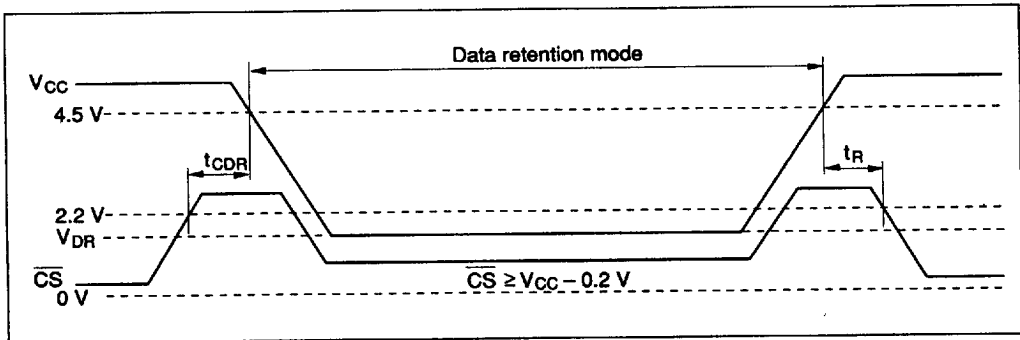 Data retention mode
VCC
4.5 V
tCDR
tR
2.2 V
VDR
CS
CS ≥ VCC – 0.2 V
0 V